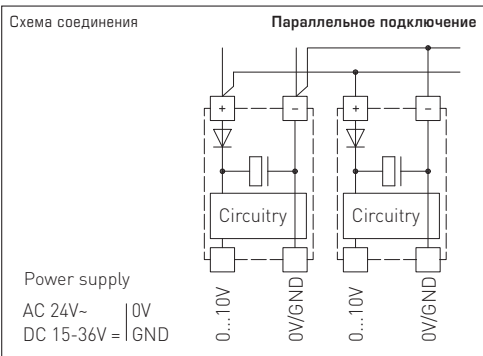 Схема соединения
Параллельное подключение
+ − + −
Circuitry Circuitry
Power supply
AC 24V~ 0V
DC 15-36V = GND
0...10V
0V/GND
0...10V
0V/GND